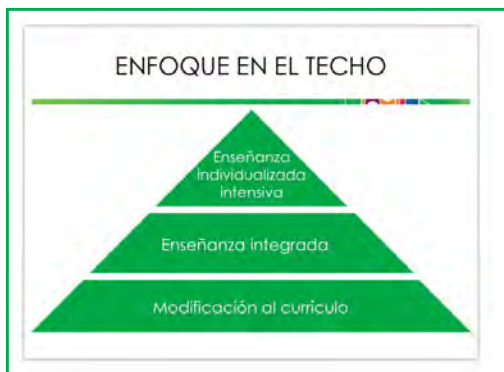 ENFOQUE EN EL TECHO
Enseñanza
individualizada
intensiva
Enseñanza integrada
Modificación al currículo